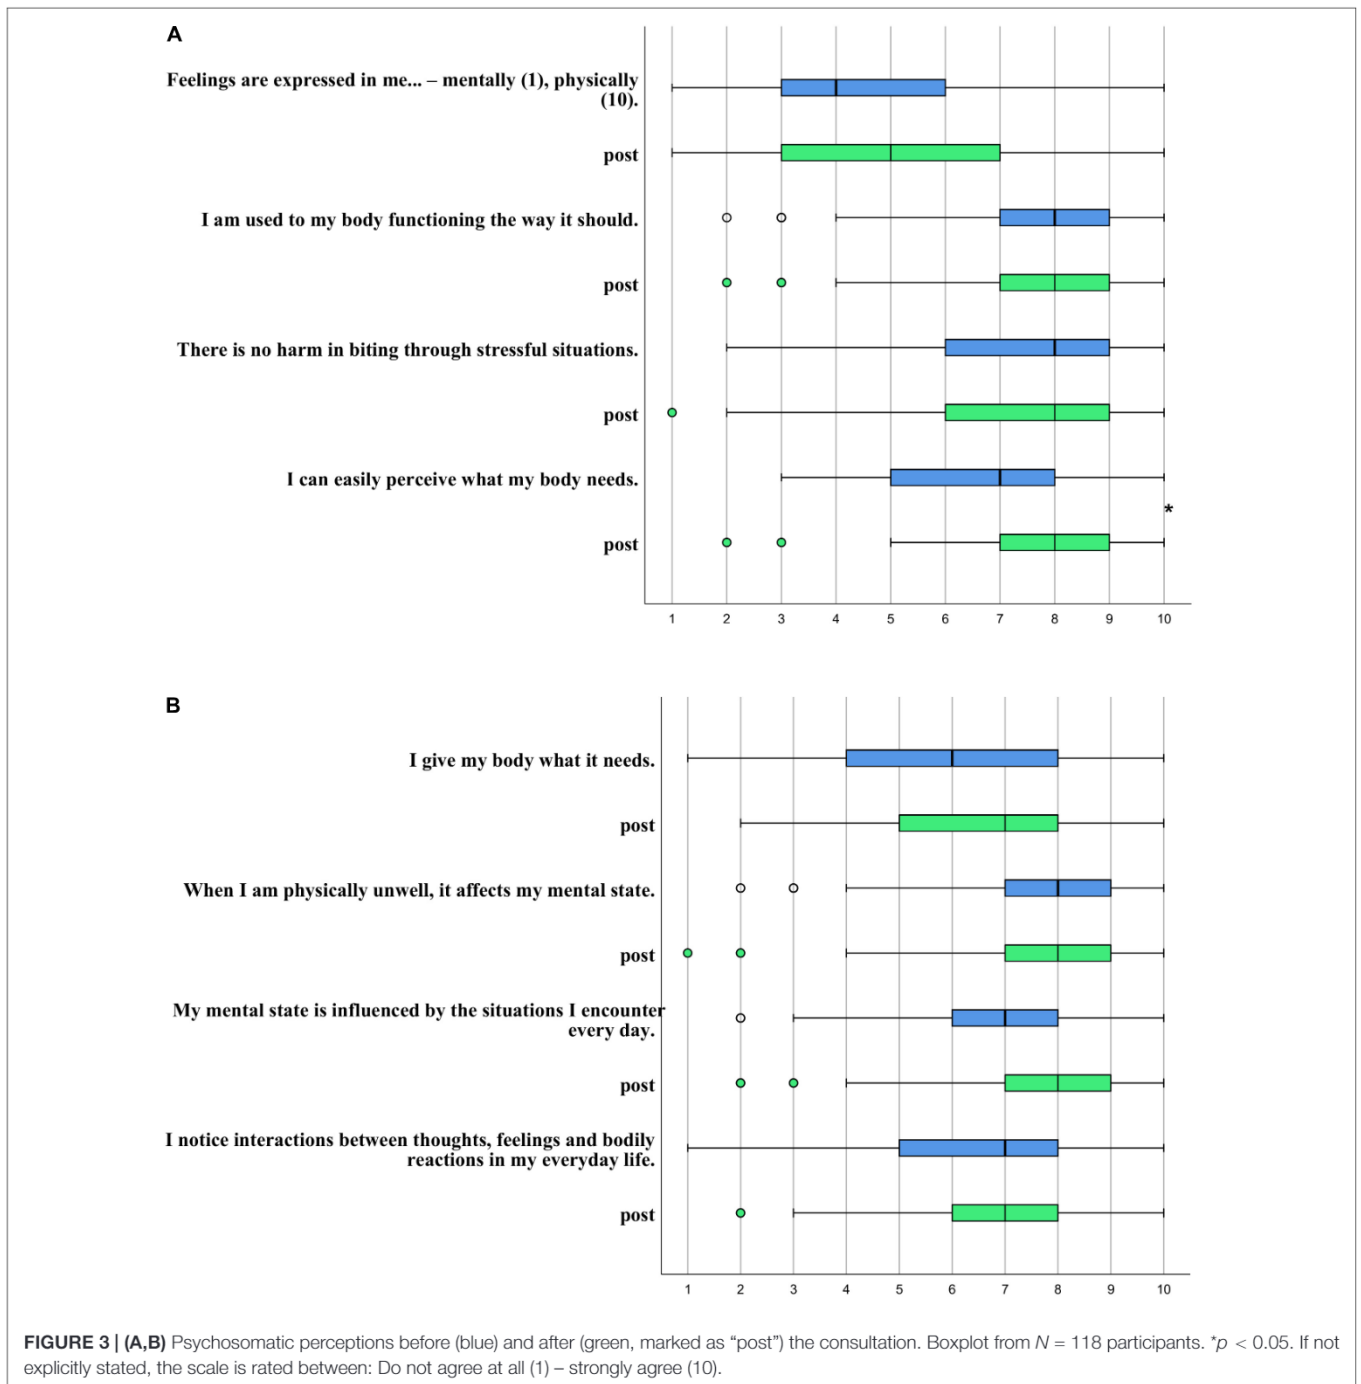 A
Feelings are expressed in me... – mentally (1), physically
(10).
post
I am used to my body functioning the way it should.
post
There is no harm in biting through stressful situations.
post
I can easily perceive what my body needs.
*
post
1 2 3 4 5 6 7 8 9 10
B
I give my body what it needs.
post
When I am physically unwell, it affects my mental state.
post
My mental state is influenced by the situations I encounter
every day.
post
I notice interactions between thoughts, feelings and bodily
reactions in my everyday life.
post
1 2 3 4 5 6 7 8 9 10
FIGURE 3 | (A,B) Psychosomatic perceptions before (blue) and after (green, marked as “post”) the consultation. Boxplot from N = 118 participants. *p < 0.05. If not
explicitly stated, the scale is rated between: Do not agree at all (1) – strongly agree (10).